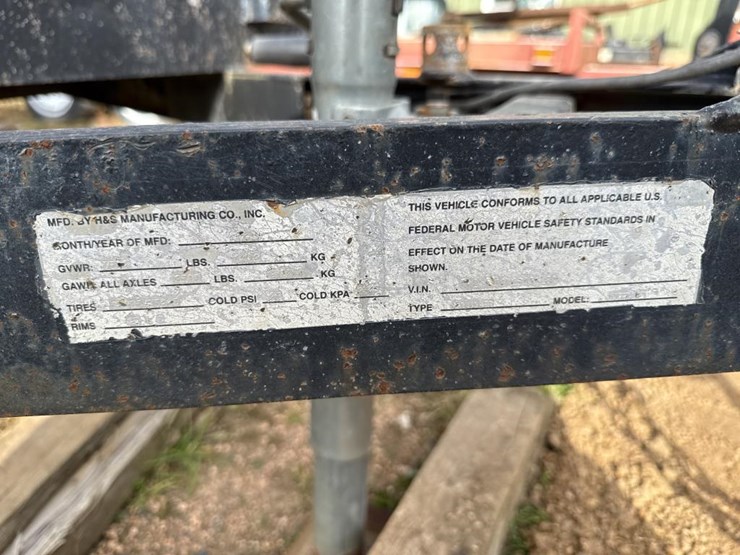 MFD. BY H&S MANUFACTURING CO., INC.
MONTH/YEAR OF MFD:
GVWR: LBS. KG
GAWR ALL AXLES LBS. KG
TIRES COLD PSI COLD KPA
RIMS
THIS VEHICLE CONFORMS TO ALL APPLICABLE U.S.
FEDERAL MOTOR VEHICLE SAFETY STANDARDS IN
EFFECT ON THE DATE OF MANUFACTURE
SHOWN.
V.I.N.
TYPE MODEL: